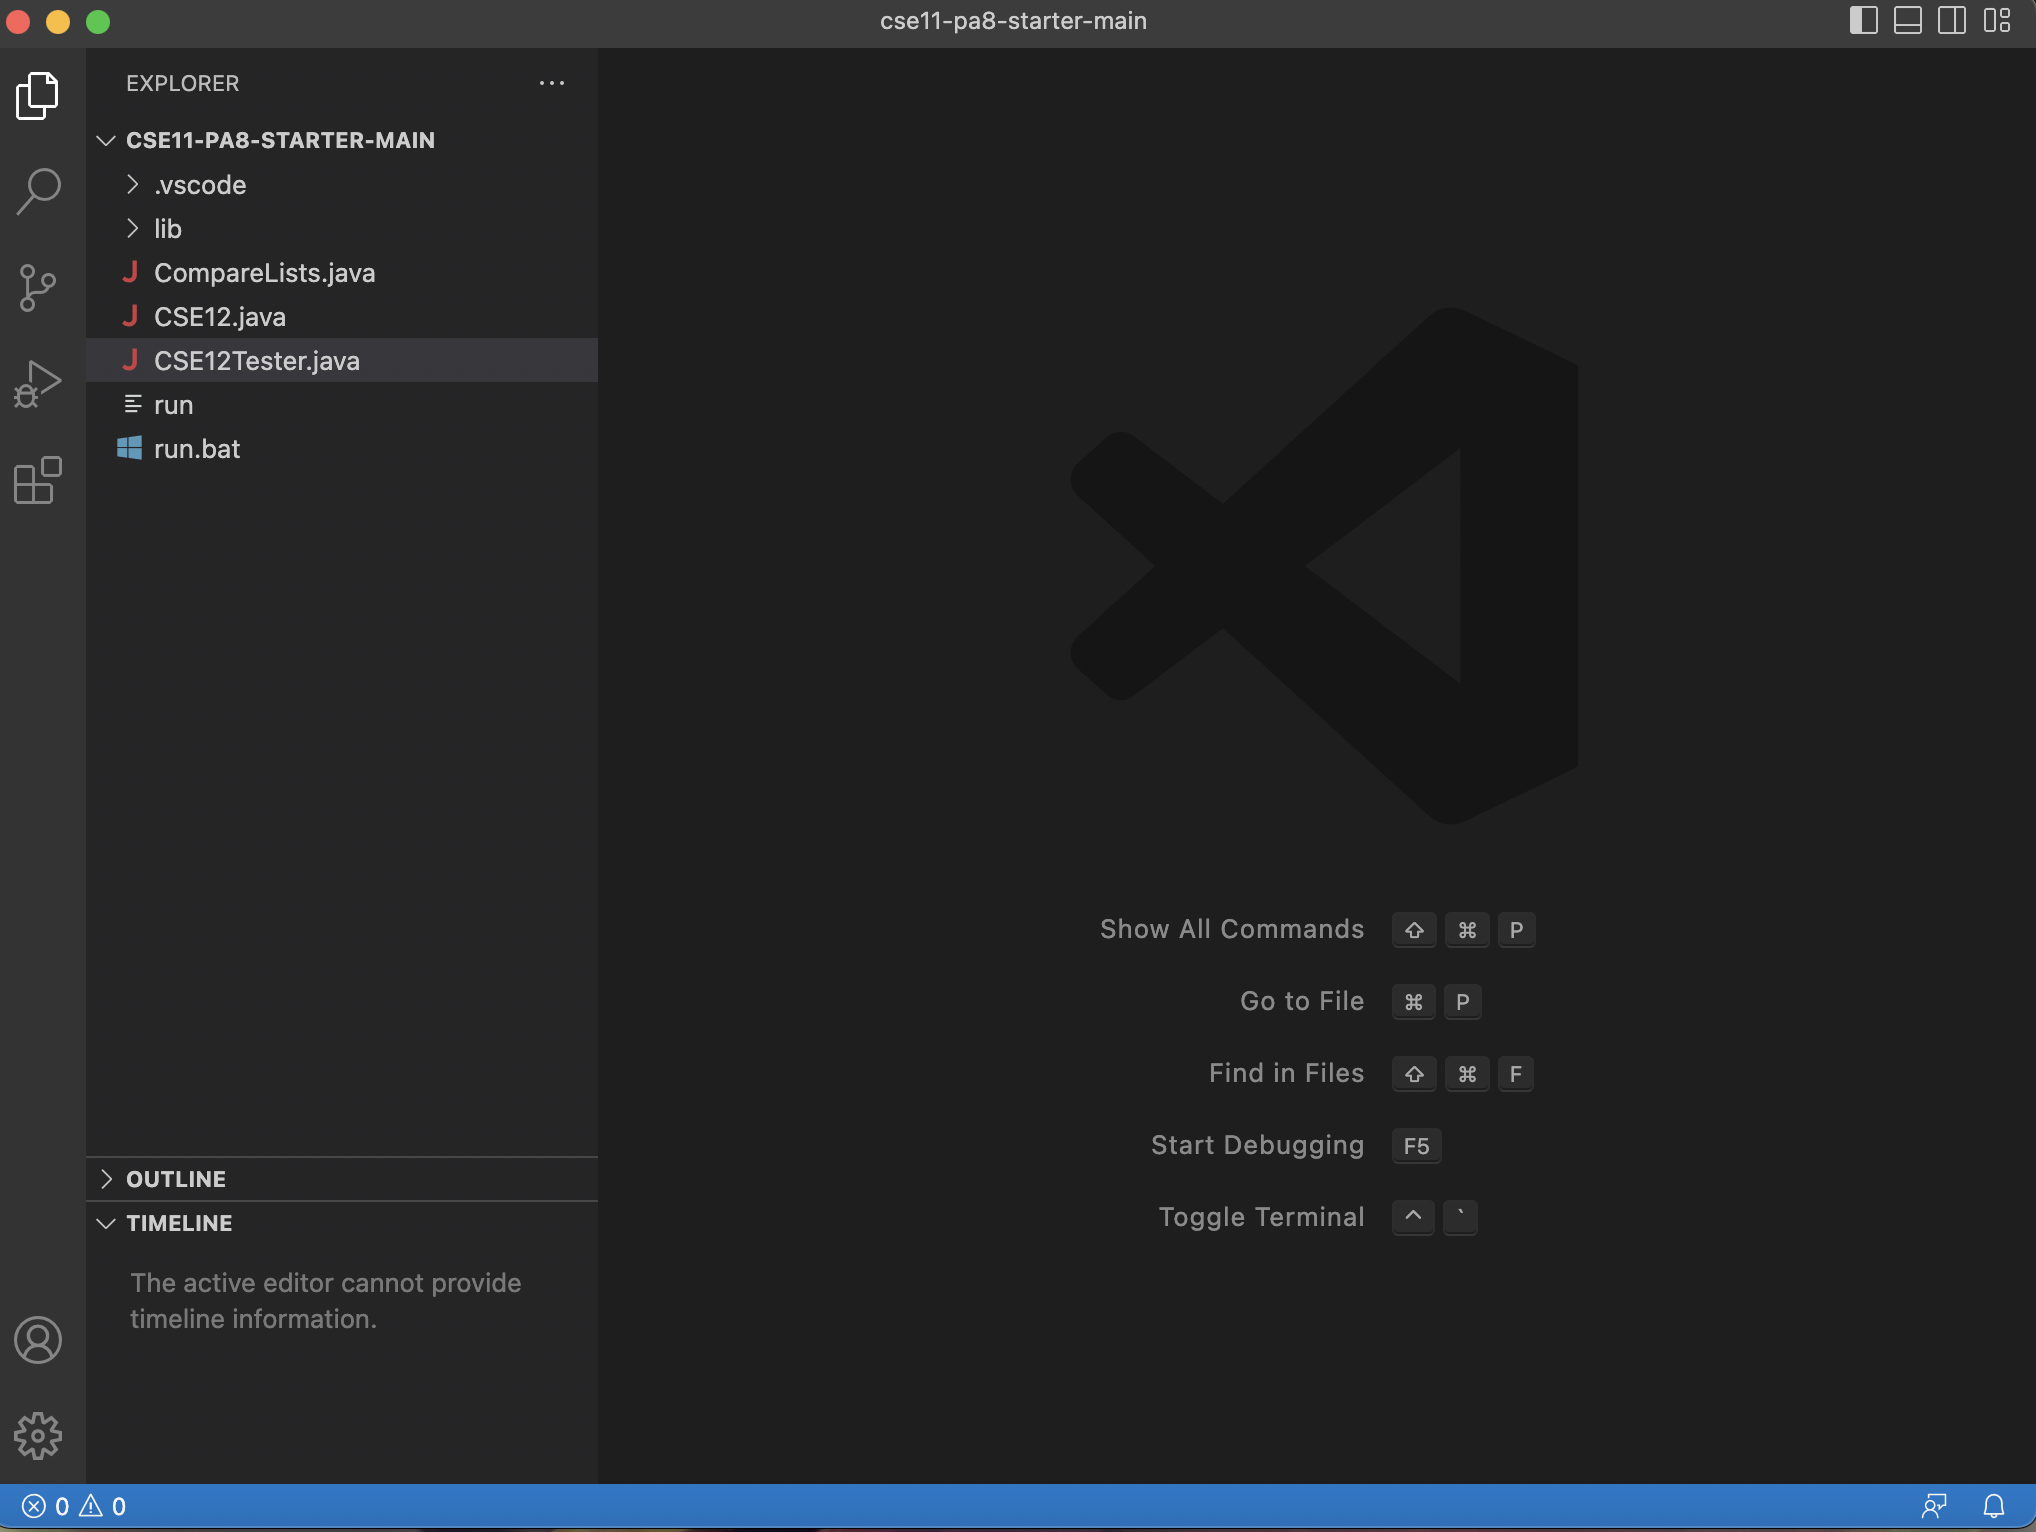 cse11-pa8-starter-main
EXPLORER
CSE11-PA8-STARTER-MAIN
.vscode
lib
J CompareLists.java
J CSE12.java
J CSE12Tester.java
run
run.bat
Show All Commands ⇧ ⌘ P
Go to File ⌘ P
Find in Files ⇧ ⌘ F
Start Debugging F5
Toggle Terminal ^ `
OUTLINE
TIMELINE
The active editor cannot provide
timeline information.
0 0